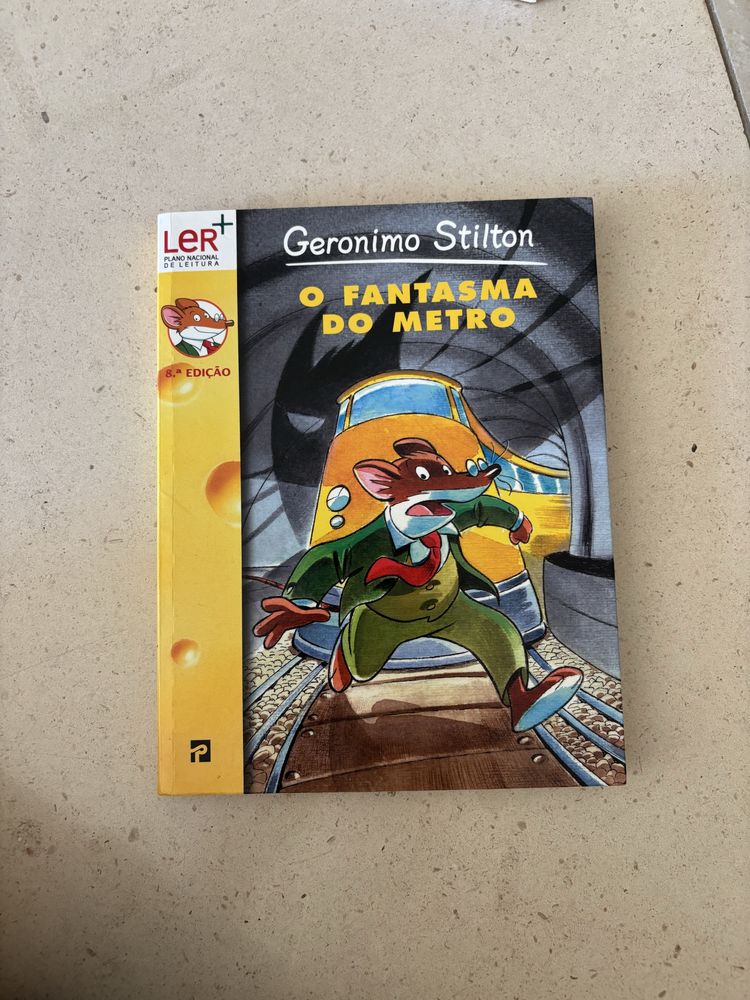 LeR+
PLANO NACIONAL
DE LEITURA
8.ª EDIÇÃO
Geronimo Stilton
O FANTASMA
DO METRO